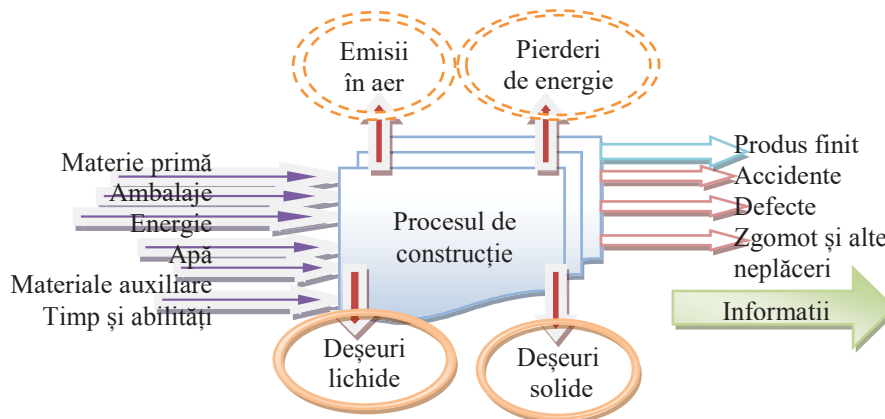 Emisii
în aer
Pierderi
de energie
Materie primă
Ambalaje
Energie
Apă
Materiale auxiliare
Timp și abilități
Procesul de
construcție
Produs finit
Accidente
Defecte
Zgomot și alte
neplăceri
Informatii
Deșeuri
lichide
Deșeuri
solide